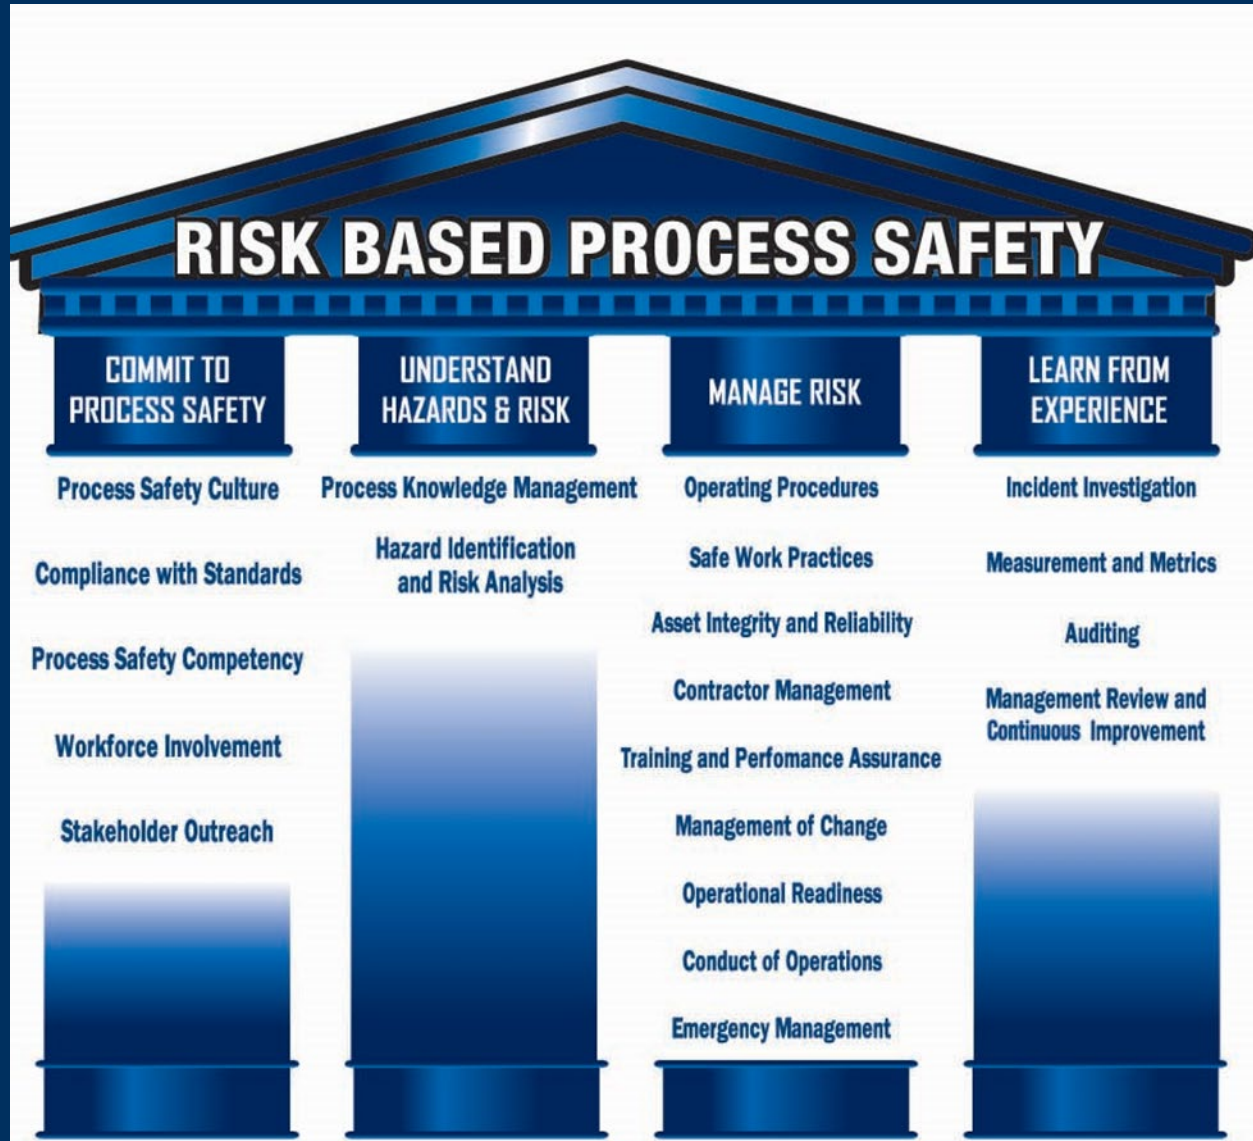 RISK BASED PROCESS SAFETY
COMMIT TO
PROCESS SAFETY
Process Safety Culture
Compliance with Standards
Process Safety Competency
Workforce Involvement
Stakeholder Outreach
UNDERSTAND
HAZARDS & RISK
Process Knowledge Management
Hazard Identification
and Risk Analysis
MANAGE RISK
Operating Procedures
Safe Work Practices
Asset Integrity and Reliability
Contractor Management
Training and Perfomance Assurance
Management of Change
Operational Readiness
Conduct of Operations
Emergency Management
LEARN FROM
EXPERIENCE
Incident Investigation
Measurement and Metrics
Auditing
Management Review and
Continuous Improvement